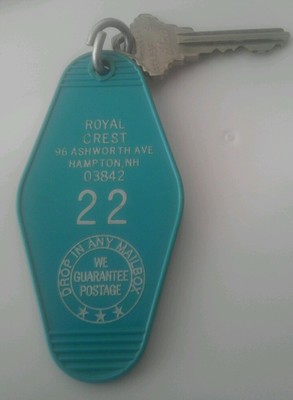 ROYAL
CREST
96 ASHWORTH AVE
HAMPTON, NH
03842
22
DROP IN ANY MAILBOX
WE
GUARANTEE
POSTAGE